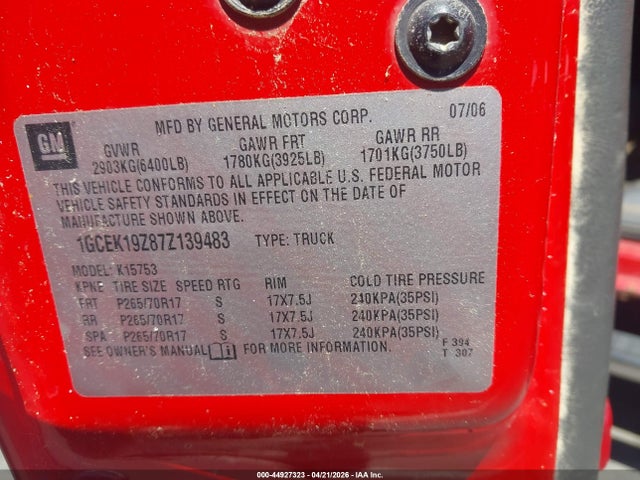 MFD BY GENERAL MOTORS CORP. 07/06
GM GVWR GAWR FRT GAWR RR
2903KG(6400LB) 1780KG(3925LB) 1701KG(3750LB)
THIS VEHICLE CONFORMS TO ALL APPLICABLE U.S. FEDERAL MOTOR
VEHICLE SAFETY STANDARDS IN EFFECT ON THE DATE OF
MANUFACTURE SHOWN ABOVE.
1GCEK19Z87Z139483 TYPE: TRUCK
MODEL: K15753
KPNE TIRE SIZE SPEED RTG RIM COLD TIRE PRESSURE
FRT P265/70R17 S 17X7.5J 240KPA(35PSI)
RR P265/70R17 S 17X7.5J 240KPA(35PSI)
SPA P265/70R17 S 17X7.5J 240KPA(35PSI)
SEE OWNER'S MANUAL FOR MORE INFORMATION.
F 394
T 307
000-44927323 - 04/21/2026 - IAA Inc.